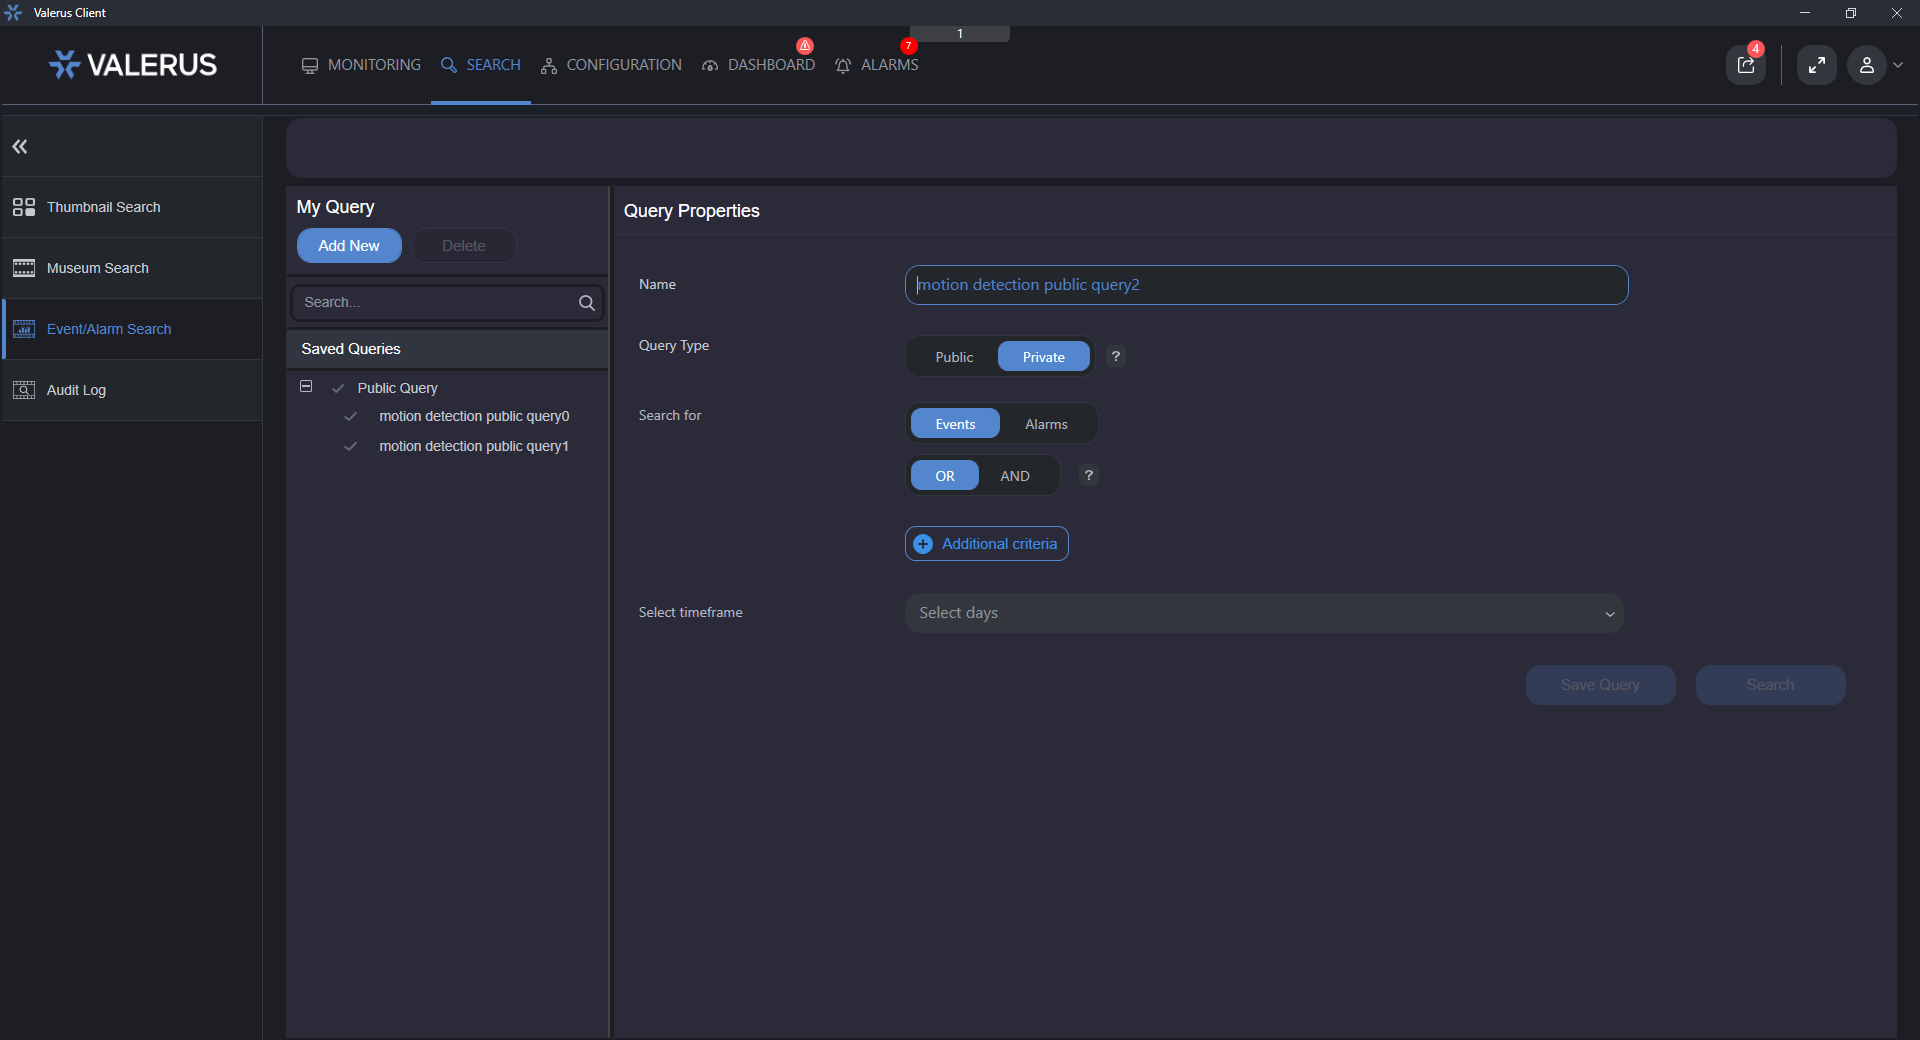 Valerus Client
1
VALERUS
MONITORING
SEARCH
CONFIGURATION
DASHBOARD
7
ALARMS
4
Thumbnail Search
Museum Search
Event/Alarm Search
Audit Log
My Query
Add New
Delete
Search...
Saved Queries
Public Query
motion detection public query0
motion detection public query1
Query Properties
Name
motion detection public query2
Query Type
Public
Private
?
Search for
Events
Alarms
OR
AND
?
Additional criteria
Select timeframe
Select days
Save Query
Search